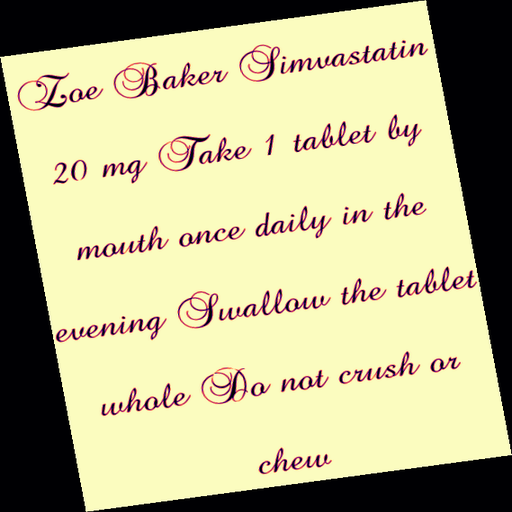 Zoe Baker Simvastatin
20 mg Take 1 tablet by
mouth once daily in the
evening Swallow the tablet
whole Do not crush or
chew